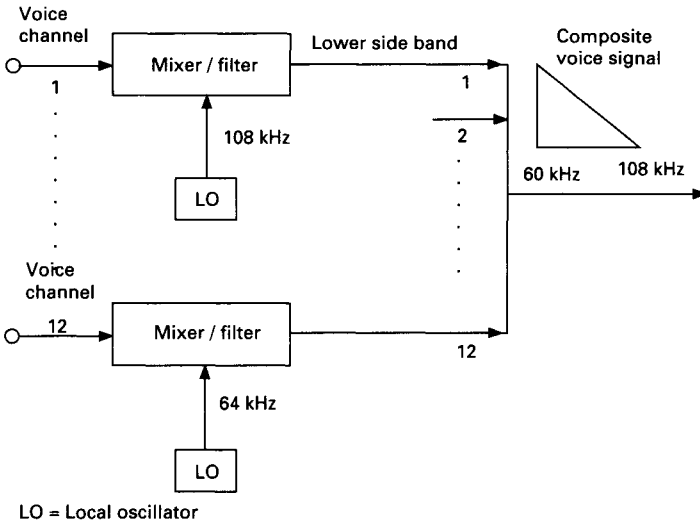 Voice
channel
1
Mixer / filter
108 kHz
LO
Lower side band
1
2
Composite
voice signal
60 kHz
108 kHz
Voice
channel
12
Mixer / filter
64 kHz
LO
12
LO = Local oscillator